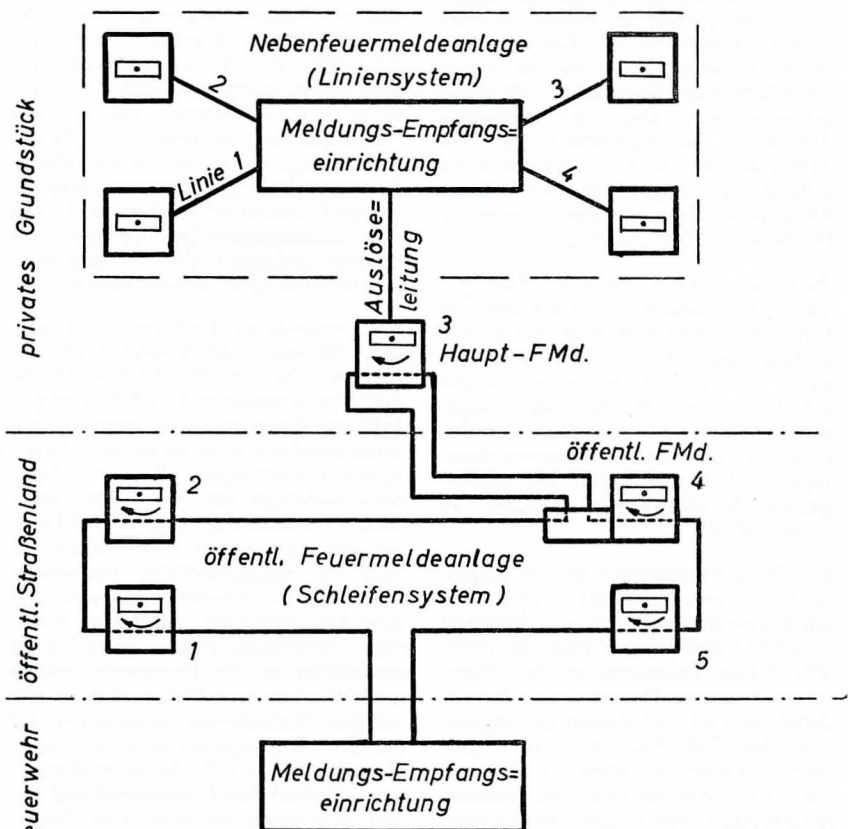 Nebenfeuermeldeanlage
(Liniensystem)
2
3
Meldungs-Empfangs=
einrichtung
Linie 1
4
privates Grundstück
Auslöse=
leitung
3
Haupt-FMd.
öffentl. FMd.
2
4
öffentl. Feuermeldeanlage
(Schleifensystem)
öffentl. Straßenland
1
5
Meldungs-Empfangs=
einrichtung